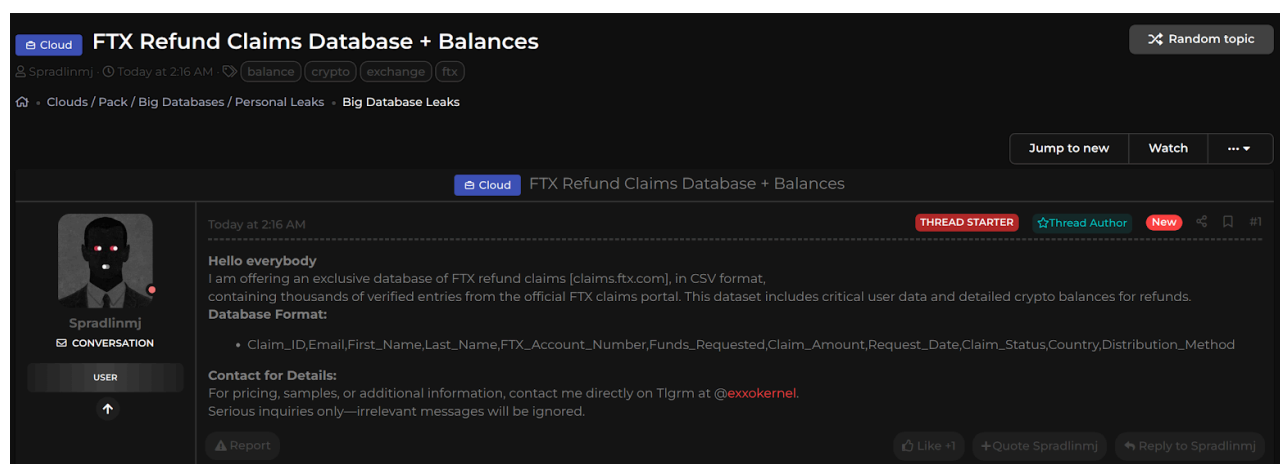 Cloud FTX Refund Claims Database + Balances
Random topic
Spradlinmj · Today at 2:16 AM · balance crypto exchange ftx
Clouds / Pack / Big Databases / Personal Leaks • Big Database Leaks
Jump to new Watch ...
Cloud FTX Refund Claims Database + Balances
Today at 2:16 AM THREAD STARTER Thread Author New #1
Spradlinmj
CONVERSATION
USER
Hello everybody
I am offering an exclusive database of FTX refund claims [claims.ftx.com], in CSV format,
containing thousands of verified entries from the official FTX claims portal. This dataset includes critical user data and detailed crypto balances for refunds.
Database Format:
• Claim_ID,Email,First_Name,Last_Name,FTX_Account_Number,Funds_Requested,Claim_Amount,Request_Date,Claim_Status,Country,Distribution_Method
Contact for Details:
For pricing, samples, or additional information, contact me directly on Tlgrm at @exxokernel.
Serious inquiries only—irrelevant messages will be ignored.
Report Like +1 +Quote Spradlinmj Reply to Spradlinmj